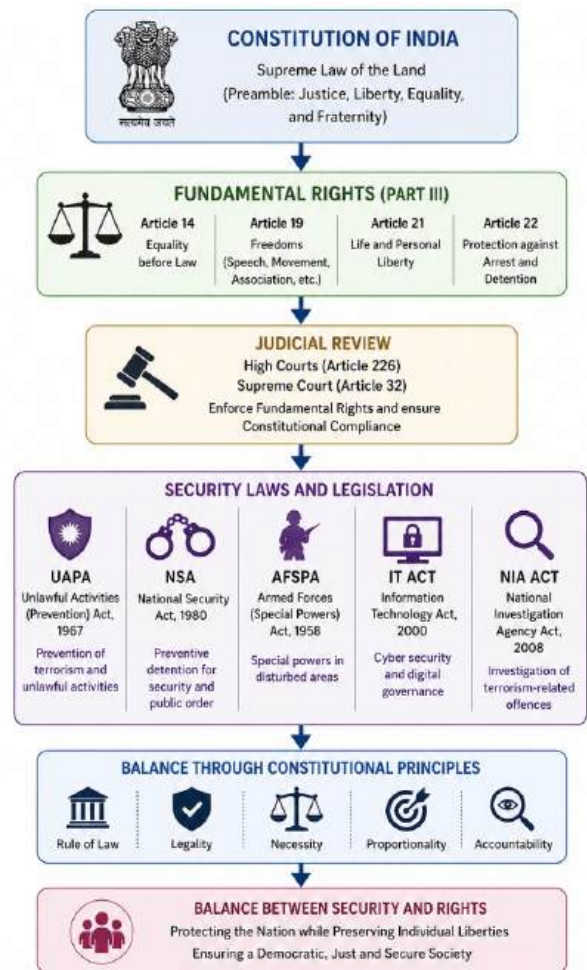 CONSTITUTION OF INDIA
Supreme Law of the Land
(Preamble: Justice, Liberty, Equality,
and Fraternity)
सत्यमेव जयते
FUNDAMENTAL RIGHTS (PART III)
Article 14
Equality
before Law
Article 19
Freedoms
(Speech, Movement,
Association, etc.)
Article 21
Life and Personal
Liberty
Article 22
Protection against
Arrest and
Detention
JUDICIAL REVIEW
High Courts (Article 226)
Supreme Court (Article 32)
Enforce Fundamental Rights and ensure
Constitutional Compliance
SECURITY LAWS AND LEGISLATION
UAPA
Unlawful Activities
(Prevention) Act,
1967
Prevention of
terrorism and
unlawful activities
NSA
National Security
Act, 1980
Preventive
detention for
security and
public order
AFSPA
Armed Forces
(Special Powers)
Act, 1958
Special powers in
disturbed areas
IT ACT
Information
Technology Act,
2000
Cyber security
and digital
governance
NIA ACT
National
Investigation
Agency Act,
2008
Investigation of
terrorism-related
offences
BALANCE THROUGH CONSTITUTIONAL PRINCIPLES
Rule of Law
Legality
Necessity
Proportionality
Accountability
BALANCE BETWEEN SECURITY AND RIGHTS
Protecting the Nation while Preserving Individual Liberties
Ensuring a Democratic, Just and Secure Society